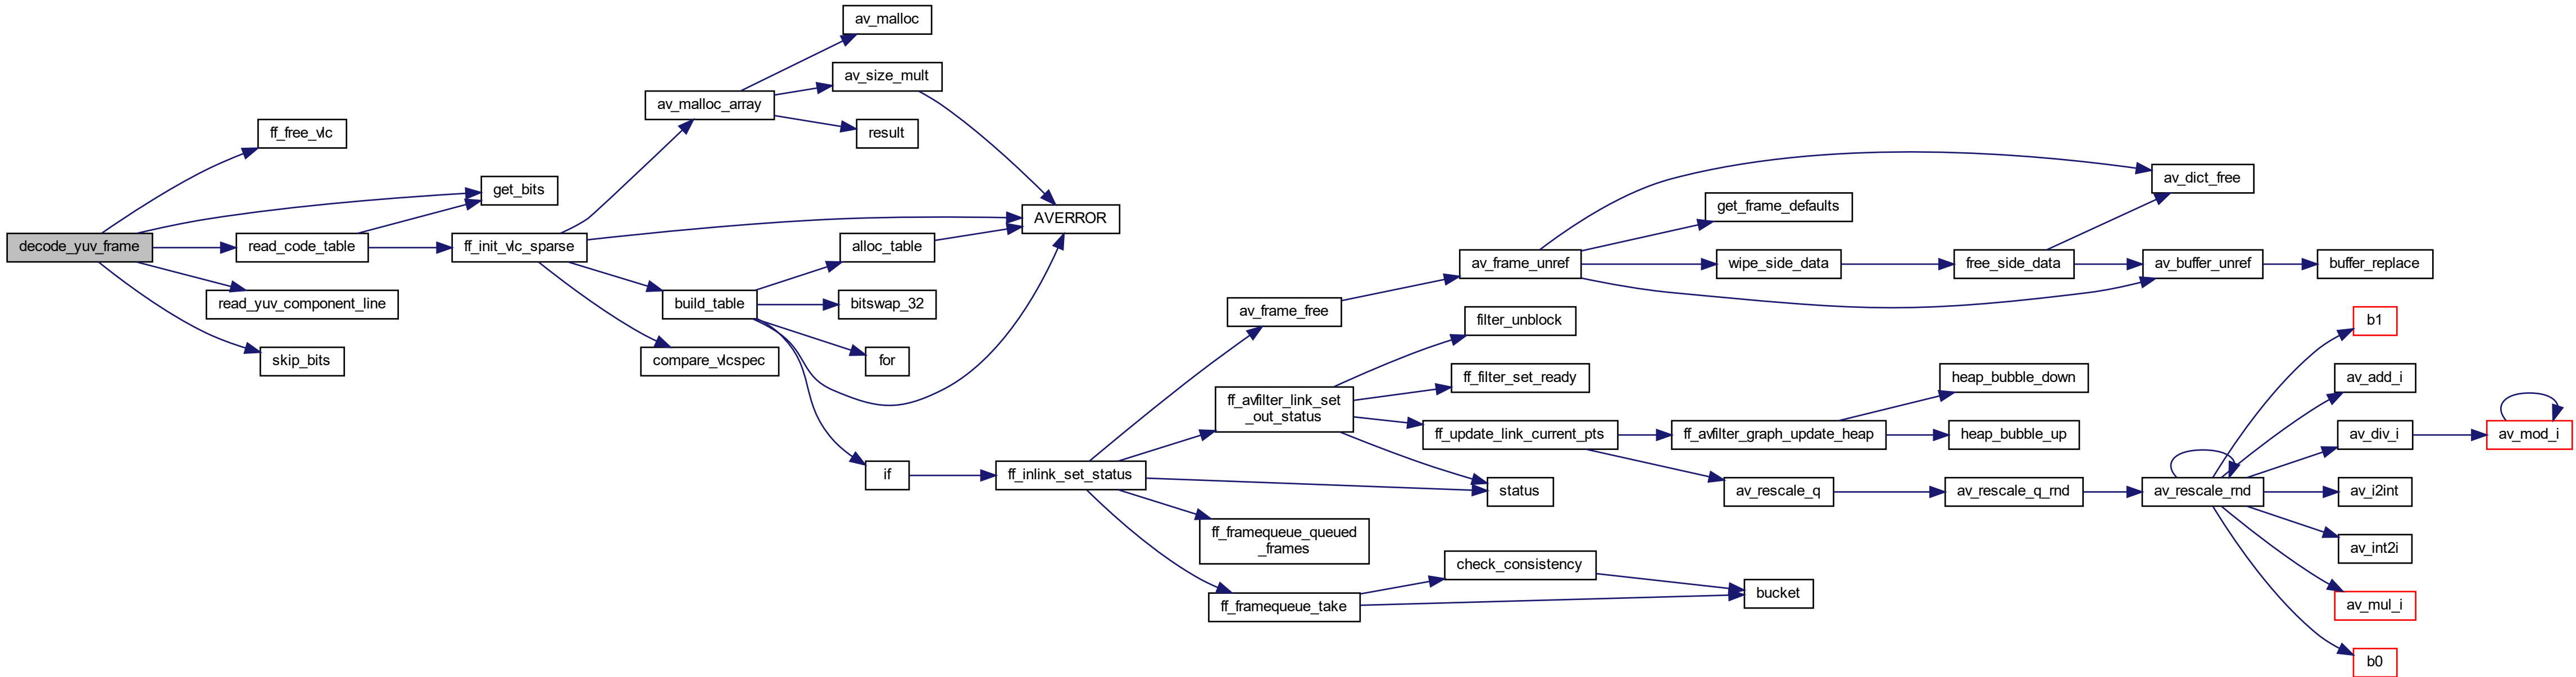 decode_yuv_frame
ff_free_vlc
get_bits
read_code_table
read_yuv_component_line
skip_bits
ff_init_vlc_sparse
av_malloc_array
av_malloc
av_size_mult
result
AVERROR
build_table
compare_vlcspec
alloc_table
bitswap_32
for
if
ff_inlink_set_status
av_frame_free
ff_avfilter_link_set
_out_status
ff_framequeue_queued
_frames
ff_framequeue_take
av_frame_unref
filter_unblock
ff_filter_set_ready
ff_update_link_current_pts
status
check_consistency
bucket
get_frame_defaults
wipe_side_data
free_side_data
av_dict_free
av_buffer_unref
buffer_replace
ff_avfilter_graph_update_heap
av_rescale_q
heap_bubble_down
heap_bubble_up
av_rescale_q_rnd
av_rescale_rnd
b1
av_add_i
av_div_i
av_mod_i
av_i2int
av_int2i
av_mul_i
b0